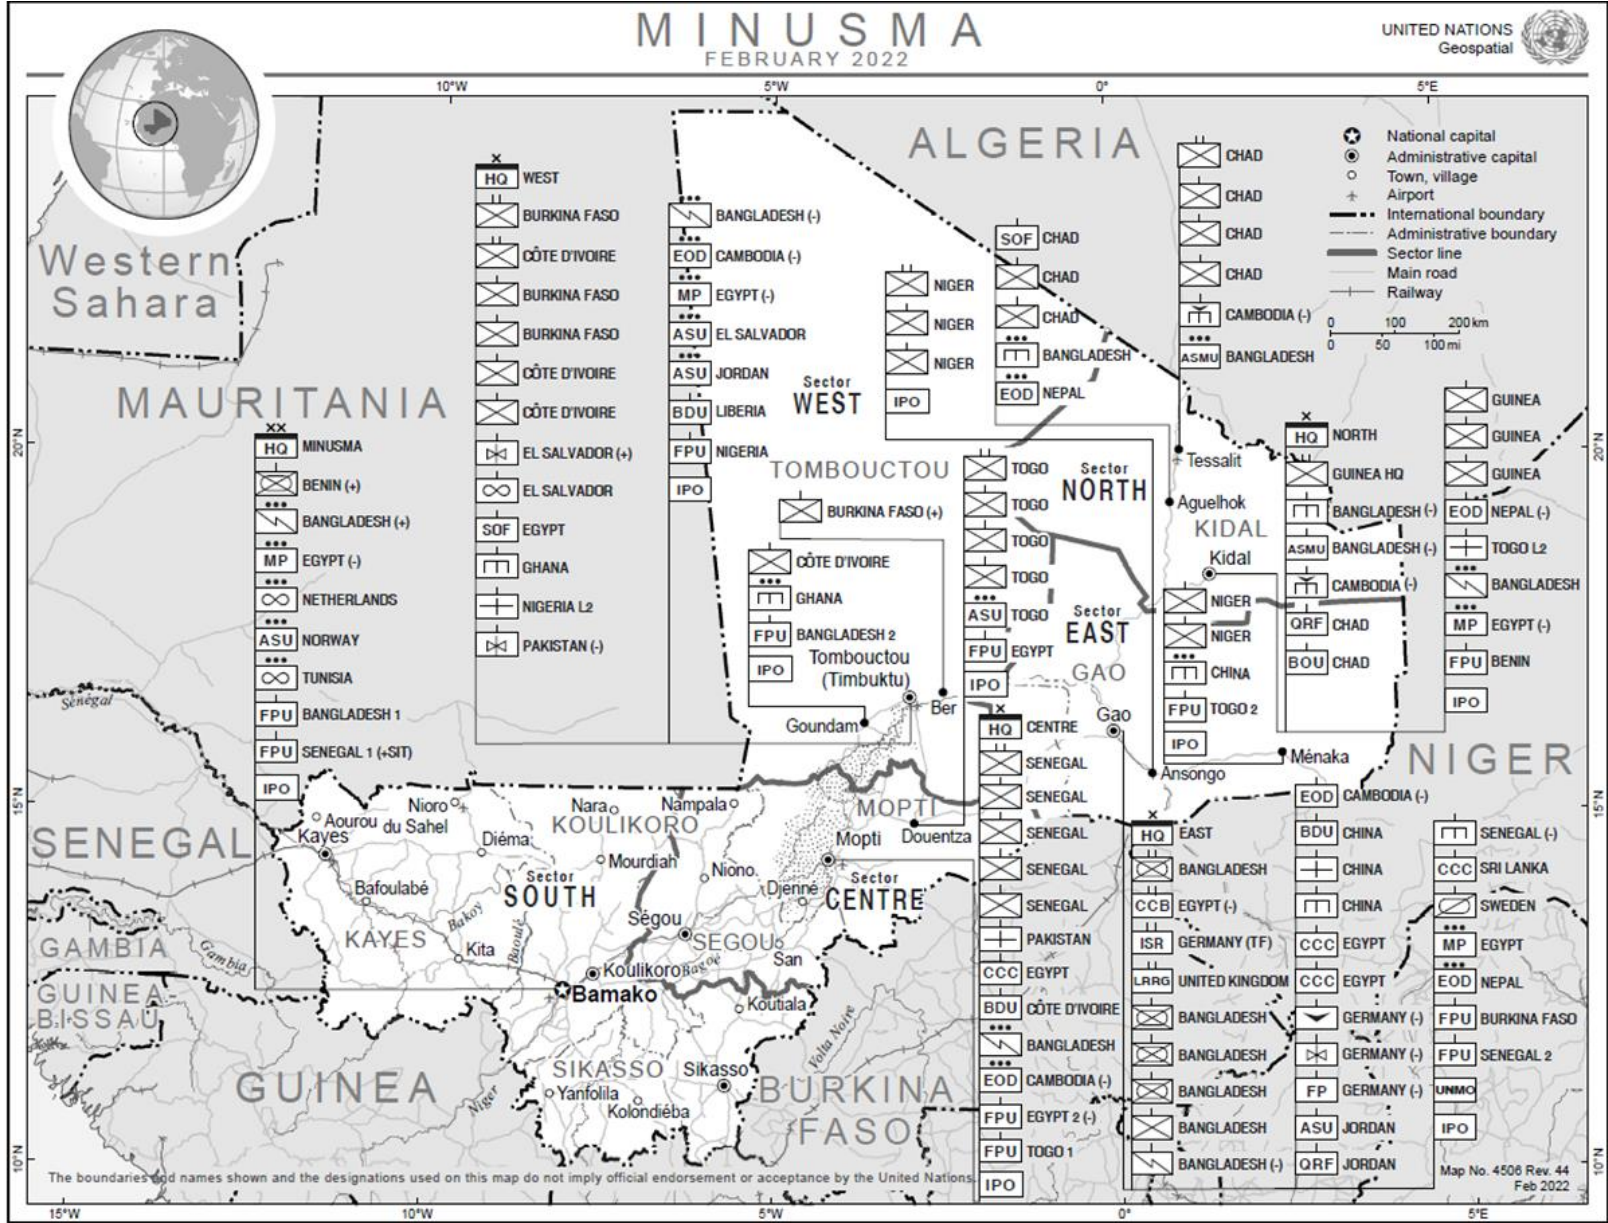 MINUSMA
FEBRUARY 2022
UNITED NATIONS
Geospatial
10°W
5°W
0°
5°E
National capital
Administrative capital
Town, village
Airport
International boundary
Administrative boundary
Sector line
Main road
Railway
0 100 200 km
0 50 100 mi
ALGERIA
Western
Sahara
MAURITANIA
SENEGAL
GAMBIA
GUINEA-
BISSAU
GUINEA
BURKINA
FASO
NIGER
HQ MINUSMA
BENIN (+)
BANGLADESH (+)
MP EGYPT (-)
NETHERLANDS
ASU NORWAY
TUNISIA
FPU BANGLADESH 1
FPU SENEGAL 1 (+SIT)
IPO
HQ WEST
BURKINA FASO
CÔTE D'IVOIRE
BURKINA FASO
BURKINA FASO
CÔTE D'IVOIRE
CÔTE D'IVOIRE
EL SALVADOR (+)
EL SALVADOR
SOF EGYPT
GHANA
NIGERIA L2
PAKISTAN (-)
BANGLADESH (-)
EOD CAMBODIA (-)
MP EGYPT (-)
ASU EL SALVADOR
ASU JORDAN
BDU LIBERIA
FPU NIGERIA
IPO
NIGER
NIGER
NIGER
IPO
SOF CHAD
CHAD
CHAD
BANGLADESH
EOD NEPAL
CHAD
CHAD
CHAD
CHAD
CAMBODIA (-)
ASMU BANGLADESH
Sector
WEST
TOMBOUCTOU
BURKINA FASO (+)
CÔTE D'IVOIRE
GHANA
FPU BANGLADESH 2
IPO
Tombouctou
(Timbuktu)
Goundam
Ber
TOGO
TOGO
TOGO
TOGO
ASU TOGO
FPU EGYPT
IPO
Sector
NORTH
Tessalit
Aguelhok
KIDAL
Kidal
HQ NORTH
GUINEA HQ
BANGLADESH (-)
ASMU BANGLADESH (-)
CAMBODIA (-)
QRF CHAD
BOU CHAD
GUINEA
GUINEA
GUINEA
EOD NEPAL (-)
TOGO L2
BANGLADESH
MP EGYPT (-)
FPU BENIN
IPO
Sector
EAST
GAO
Gao
NIGER
NIGER
CHINA
FPU TOGO 2
IPO
Ménaka
Ansongo
HQ CENTRE
SENEGAL
SENEGAL
SENEGAL
SENEGAL
SENEGAL
PAKISTAN
CCC EGYPT
BDU CÔTE D'IVOIRE
BANGLADESH
EOD CAMBODIA (-)
FPU EGYPT 2 (-)
FPU TOGO 1
IPO
HQ EAST
BANGLADESH
CCB EGYPT (-)
ISR GERMANY (TF)
LRRG UNITED KINGDOM
BANGLADESH
BANGLADESH
BANGLADESH
BANGLADESH
BANGLADESH (-)
EOD CAMBODIA (-)
BDU CHINA
CHINA
CHINA
CCC EGYPT
CCC EGYPT
GERMANY (-)
GERMANY (-)
FP GERMANY (-)
ASU JORDAN
QRF JORDAN
SENEGAL (-)
CCC SRI LANKA
SWEDEN
MP EGYPT
EOD NEPAL
FPU BURKINA FASO
FPU SENEGAL 2
UNMO
IPO
Sénégal
Aourou
Kayes
Nioro
du Sahel
Diéma
Nara
KOULIKORO
Nampala
Mourdiah
Niono
MOPTI
Mopti
Douentza
Djenné
Sector
CENTRE
Sector
SOUTH
Bafoulabé
Bakoy
Baoulé
KAYES
Kita
Ségou
SEGOU
San
Koulikoro
Bagoé
Bamako
Koutiala
SIKASSO
Sikasso
Yanfolila
Kolondiéba
Gambia
Niger
Volta Noire
20°N
15°N
10°N
20°N
15°N
10°N
The boundaries and names shown and the designations used on this map do not imply official endorsement or acceptance by the United Nations.
Map No. 4506 Rev. 44
Feb 2022
15°W
10°W
5°W
0°
5°E